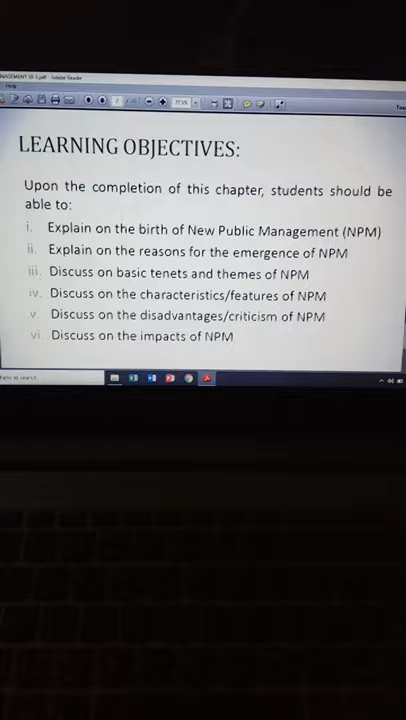 Help
LEARNING OBJECTIVES:
Upon the completion of this chapter, students should be
able to:
i. Explain on the birth of New Public Management (NPM)
ii. Explain on the reasons for the emergence of NPM
iii. Discuss on basic tenets and themes of NPM
iv. Discuss on the characteristics/features of NPM
v. Discuss on the disadvantages/criticism of NPM
vi. Discuss on the impacts of NPM
to search